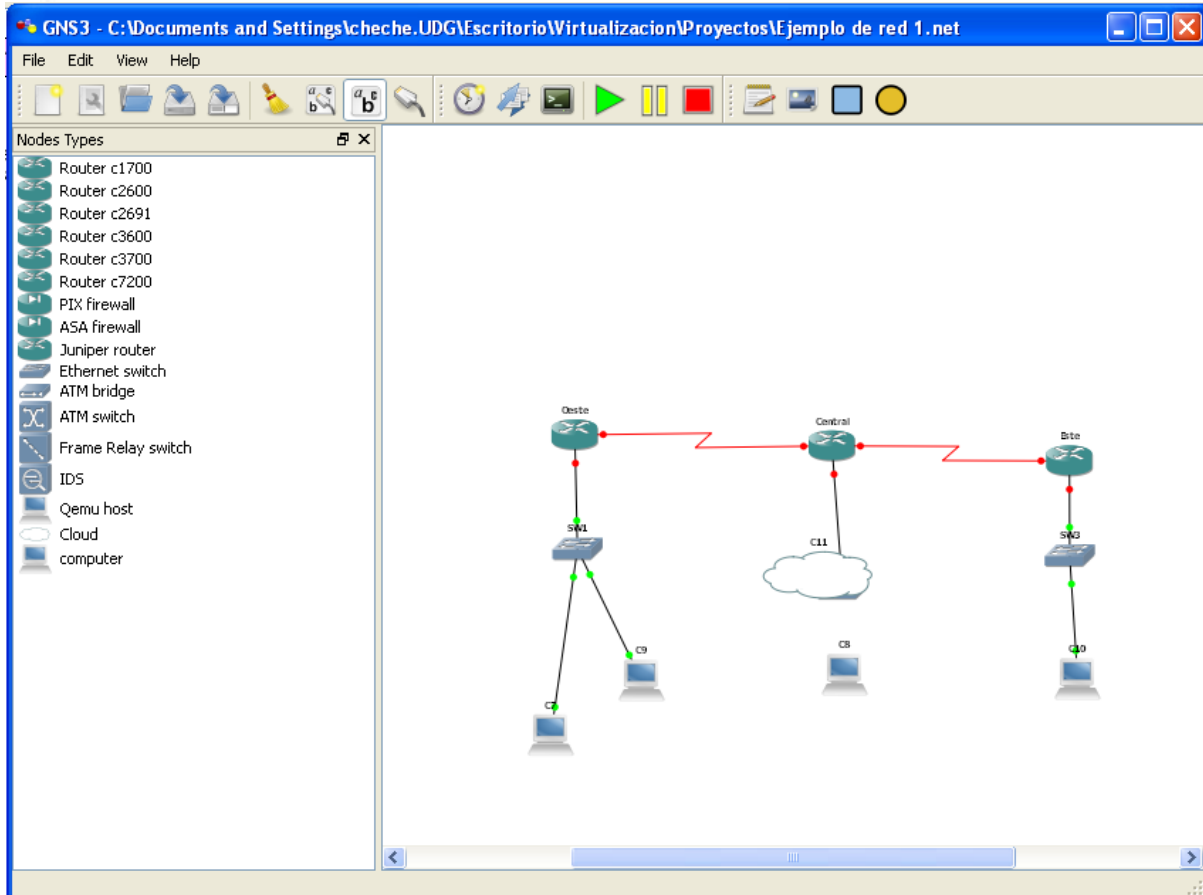 GNS3 - C:\Documents and Settings\cheche.UDG\Escritorio\Virtualizacion\Proyectos\Ejemplo de red 1.net
File Edit View Help
Nodes Types
Router c1700
Router c2600
Router c2691
Router c3600
Router c3700
Router c7200
PIX firewall
ASA firewall
Juniper router
Ethernet switch
ATM bridge
ATM switch
Frame Relay switch
IDS
Qemu host
Cloud
computer
Oeste
Central
Este
SW1
C11
SW3
C9
C8
C10
C7